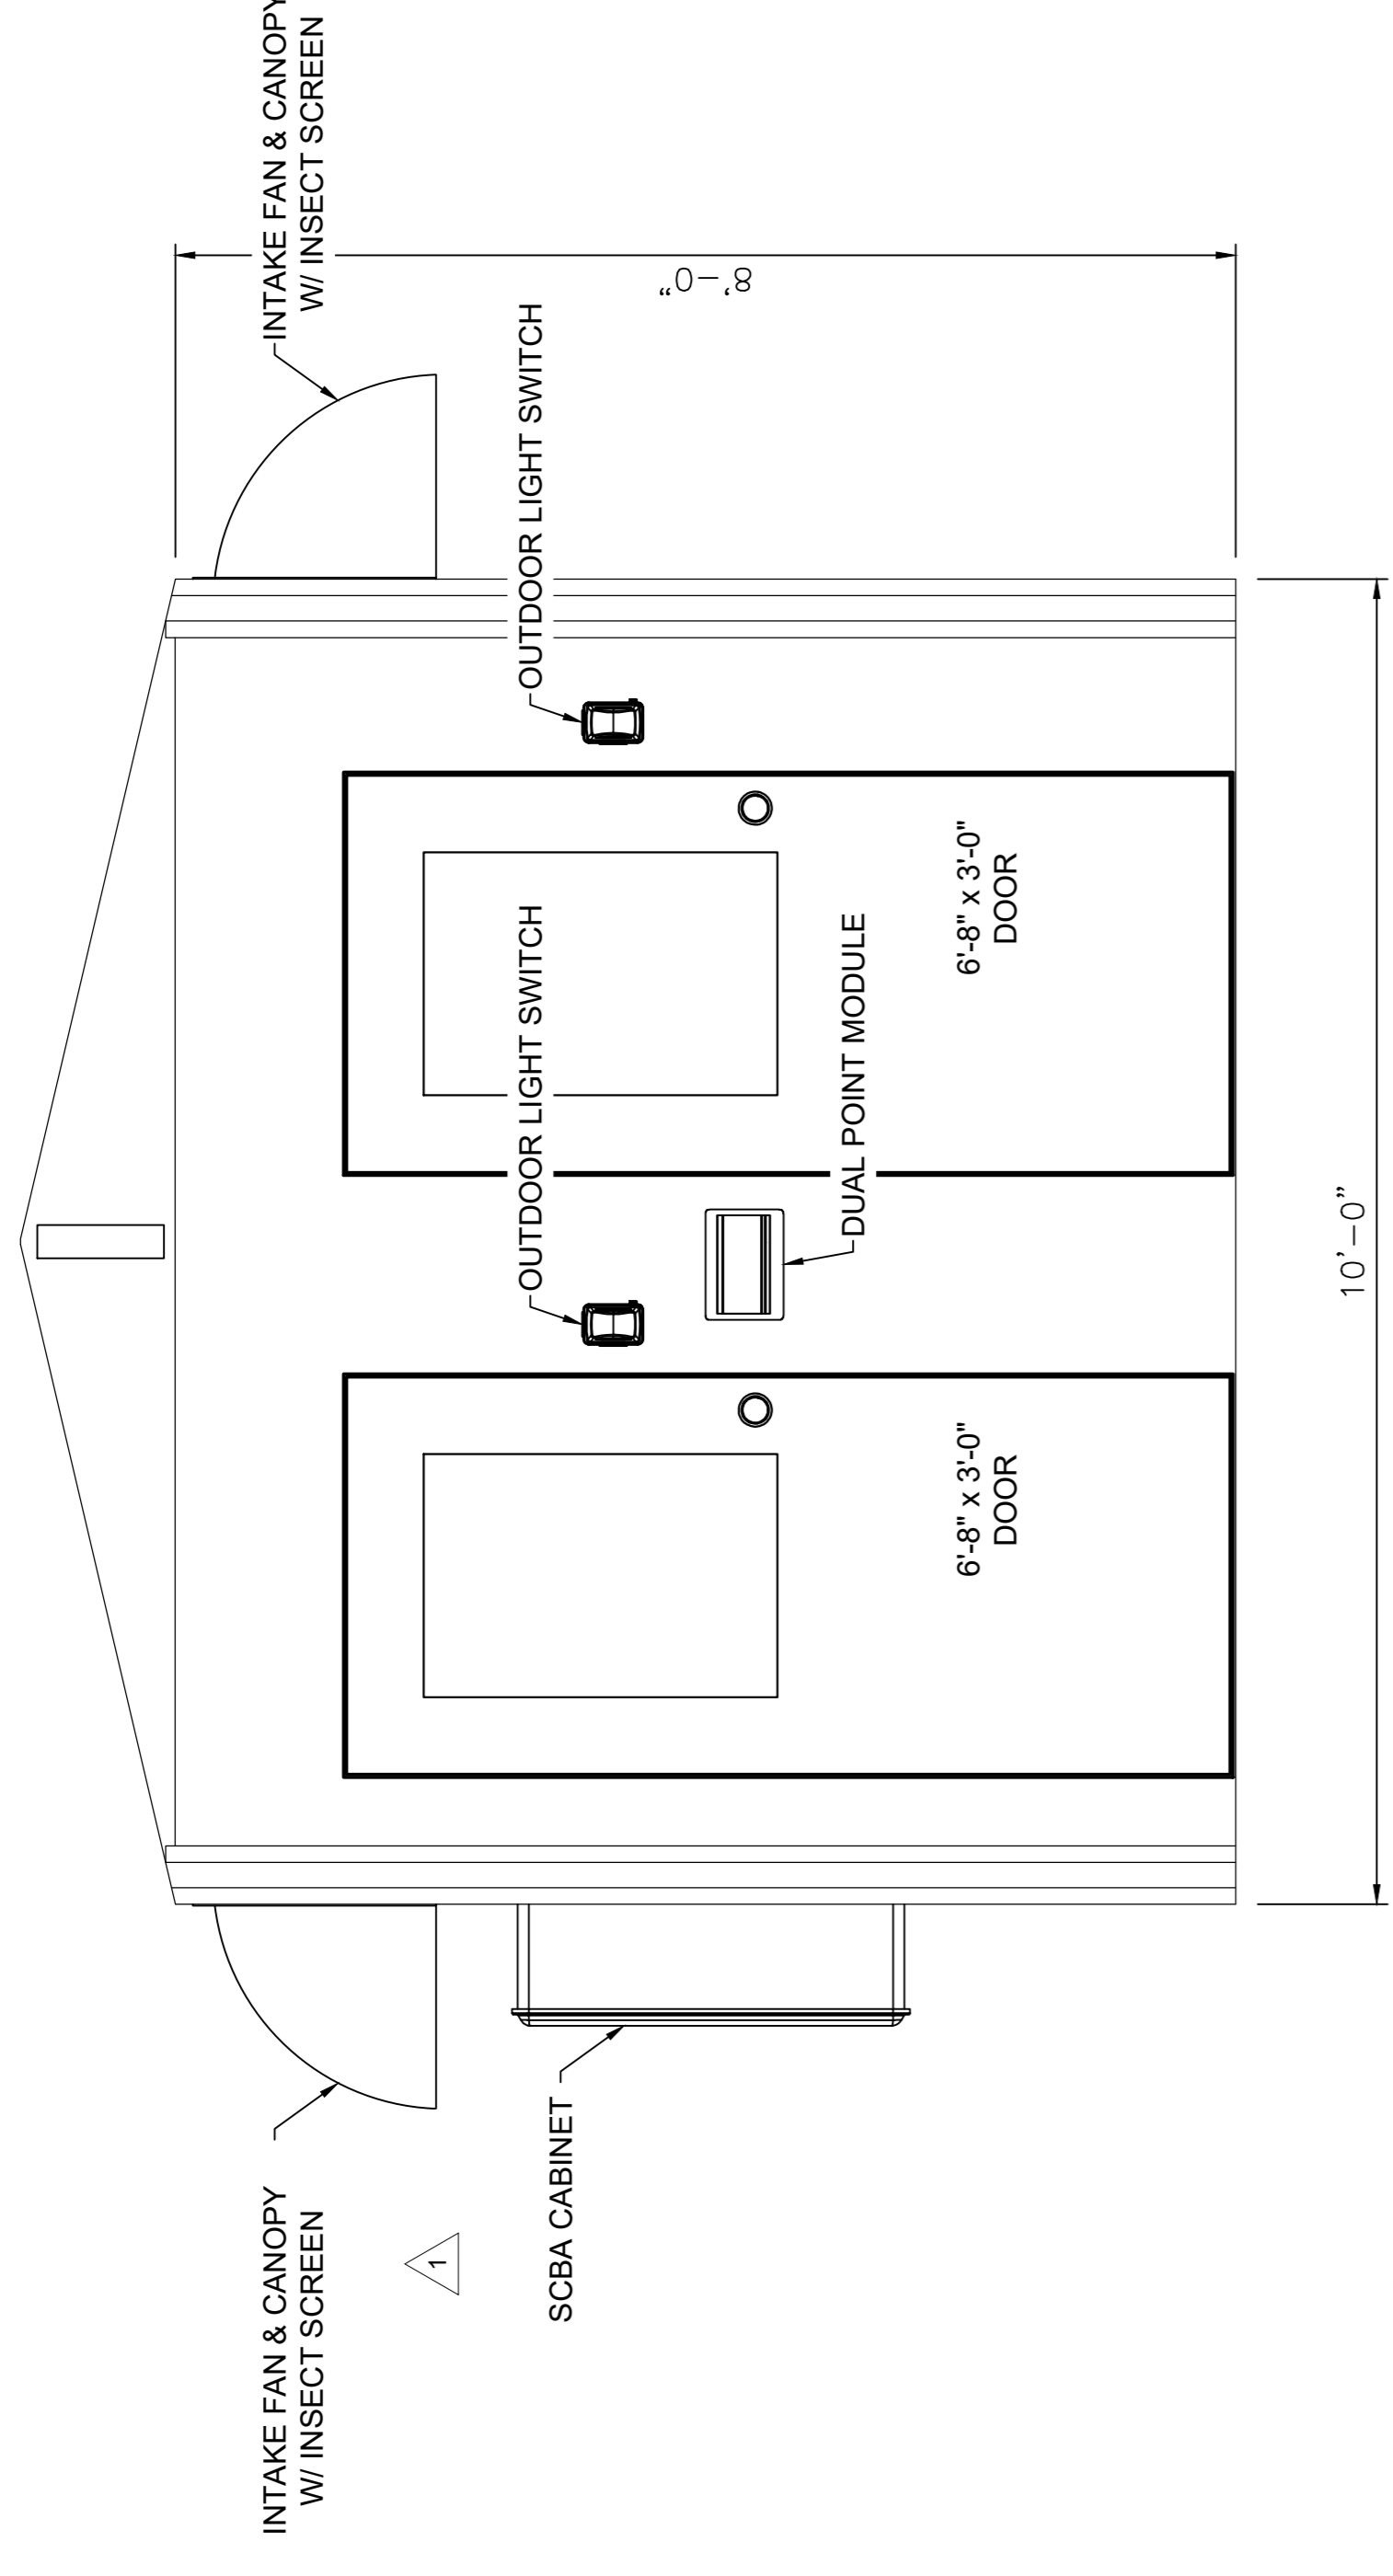 INTAKE FAN & CANOPY
W/ INSECT SCREEN
INTAKE FAN & CANOPY
W/ INSECT SCREEN
1
SCBA CABINET
OUTDOOR LIGHT SWITCH
OUTDOOR LIGHT SWITCH
8'-0"
DUAL POINT MODULE
6'-8" x 3'-0"
DOOR
6'-8" x 3'-0"
DOOR
10'-0"